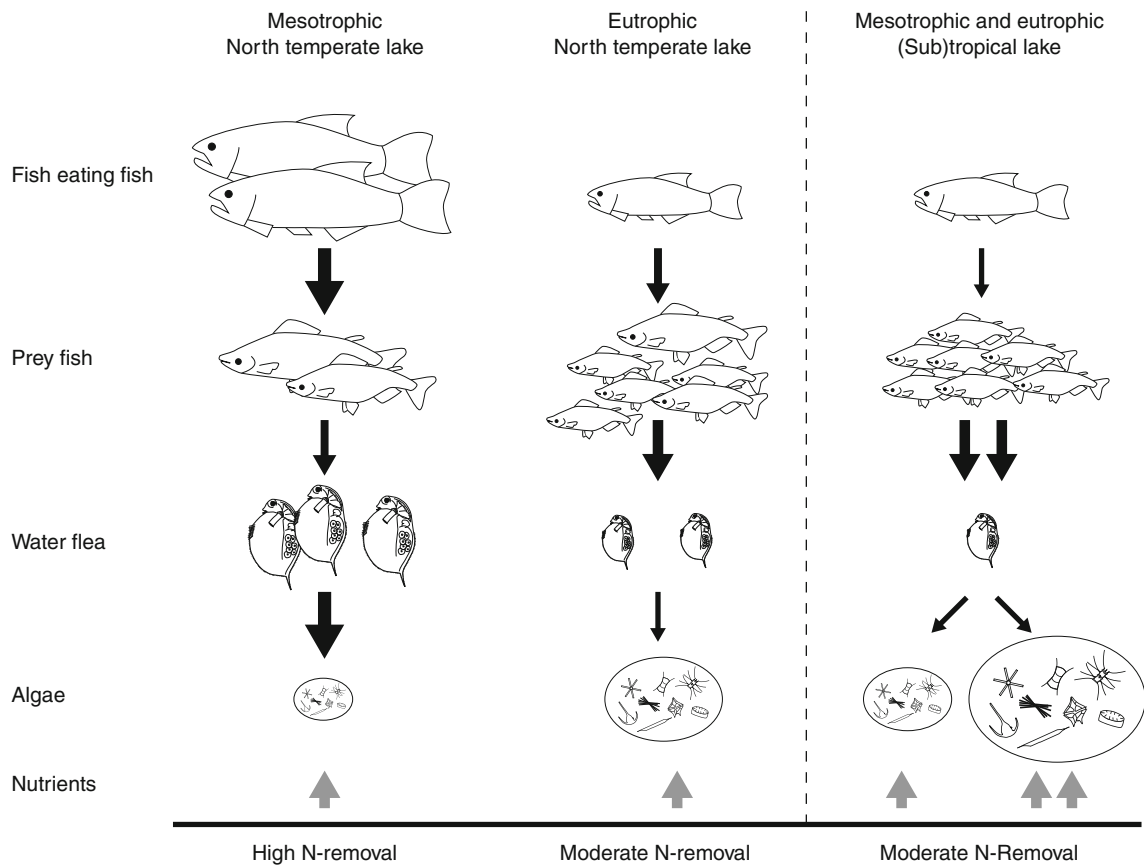 Mesotrophic
North temperate lake
Eutrophic
North temperate lake
Mesotrophic and eutrophic
(Sub)tropical lake
Fish eating fish
Prey fish
Water flea
Algae
Nutrients
High N-removal
Moderate N-removal
Moderate N-Removal